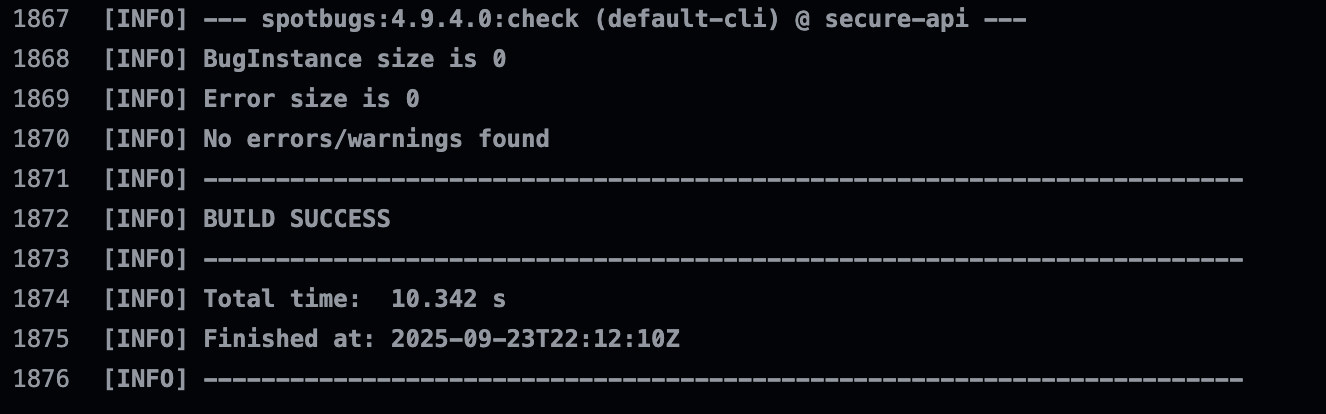 1867 [INFO] --- spotbugs:4.9.4.0:check (default-cli) @ secure-api ---
1868 [INFO] BugInstance size is 0
1869 [INFO] Error size is 0
1870 [INFO] No errors/warnings found
1871 [INFO] ------------------------------------------------------------------------
1872 [INFO] BUILD SUCCESS
1873 [INFO] ------------------------------------------------------------------------
1874 [INFO] Total time:  10.342 s
1875 [INFO] Finished at: 2025-09-23T22:12:10Z
1876 [INFO] ------------------------------------------------------------------------